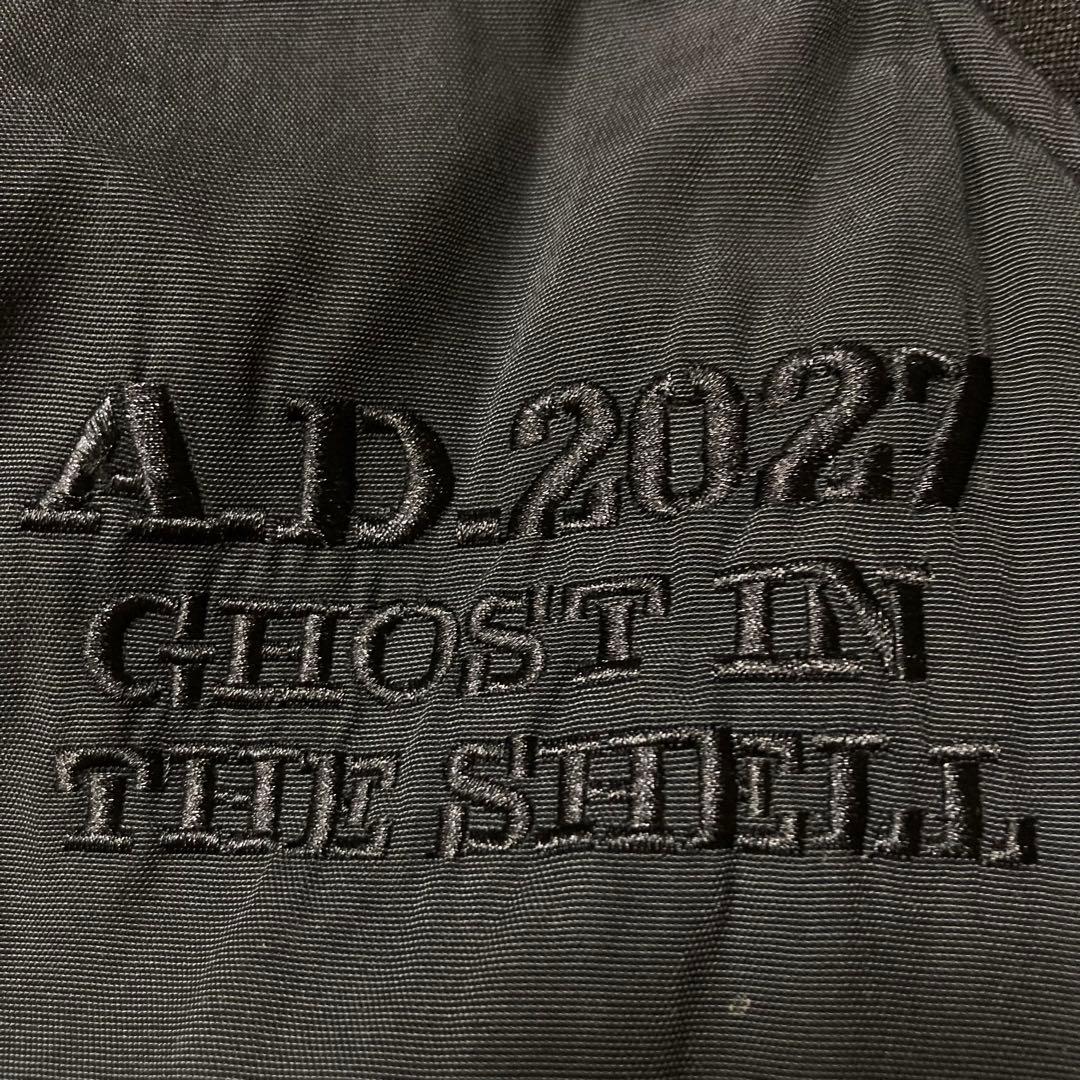 A.D.2027
GHOST IN
THE SHELL